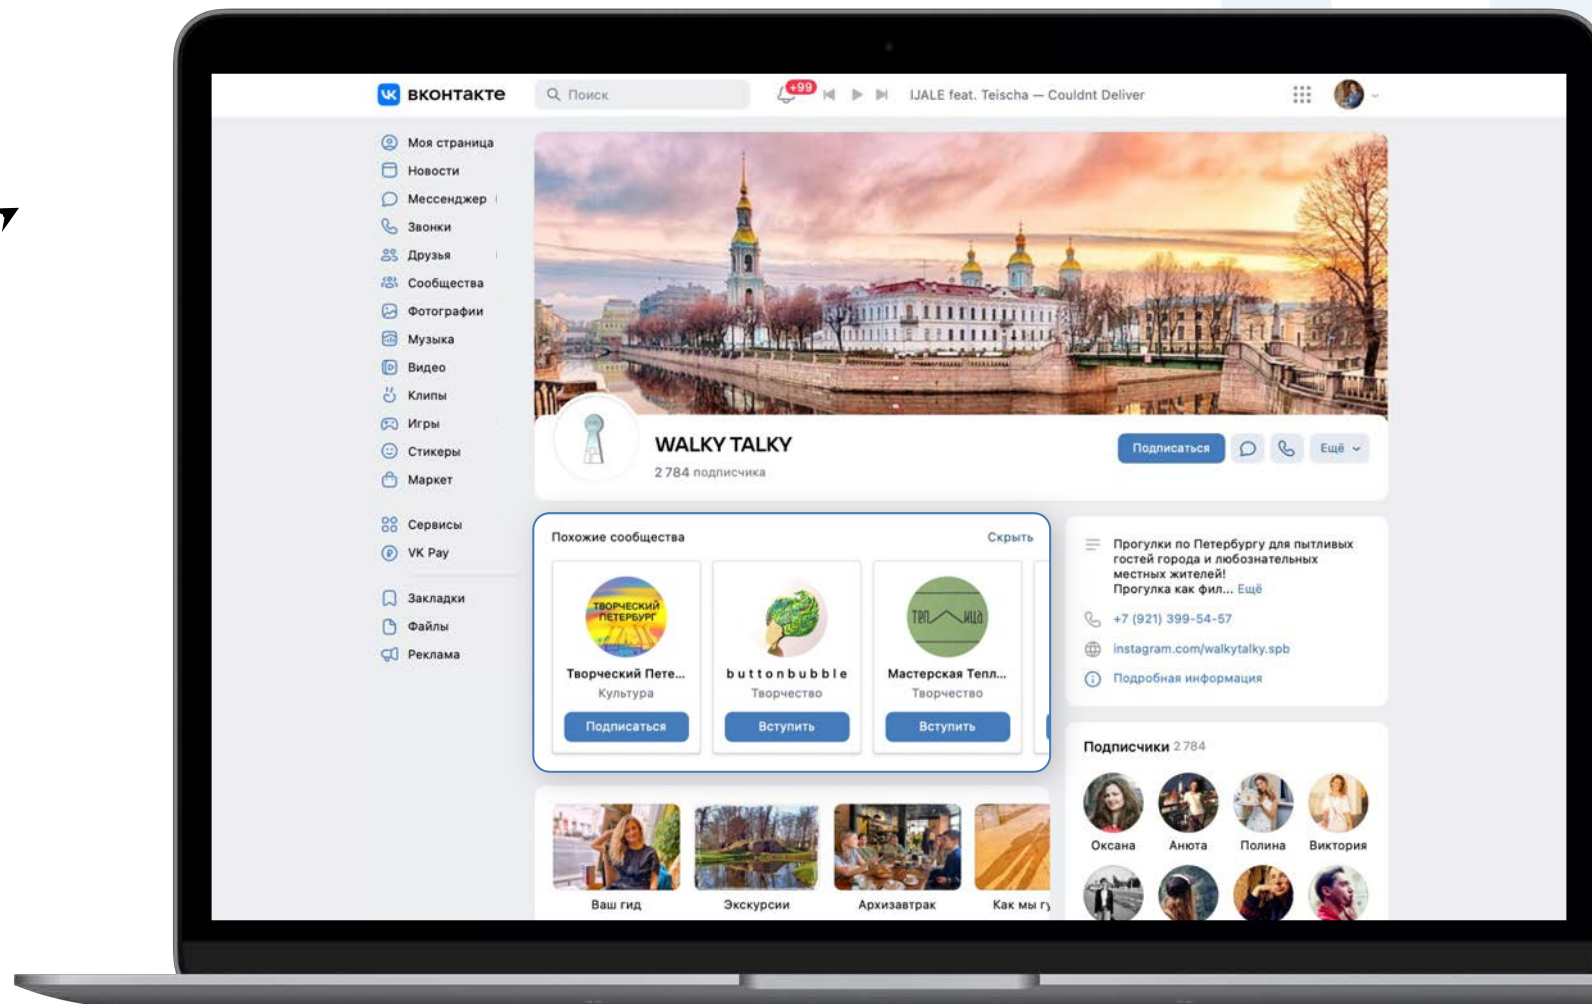 вконтакте
Поиск
+99
IJALE feat. Teischa — Couldnt Deliver
Моя страница
Новости
Мессенджер
Звонки
Друзья
Сообщества
Фотографии
Музыка
Видео
Клипы
Игры
Стикеры
Маркет
Сервисы
VK Pay
Закладки
Файлы
Реклама
WALKY TALKY
2 784 подписчика
Подписаться
Ещё
Похожие сообщества
Скрыть
ТВОРЧЕСКИЙ
ПЕТЕРБУРГ
Творческий Пете...
Культура
Подписаться
buttonbubble
Творчество
Вступить
ТЕПЛИЦА
Мастерская Тепл...
Творчество
Вступить
Прогулки по Петербургу для пытливых
гостей города и любознательных
местных жителей!
Прогулка как фил... Ещё
+7 (921) 399-54-57
instagram.com/walkytalky.spb
Подробная информация
Подписчики 2 784
Оксана
Анюта
Полина
Виктория
Ваш гид
Экскурсии
Архизавтрак
Как мы гу